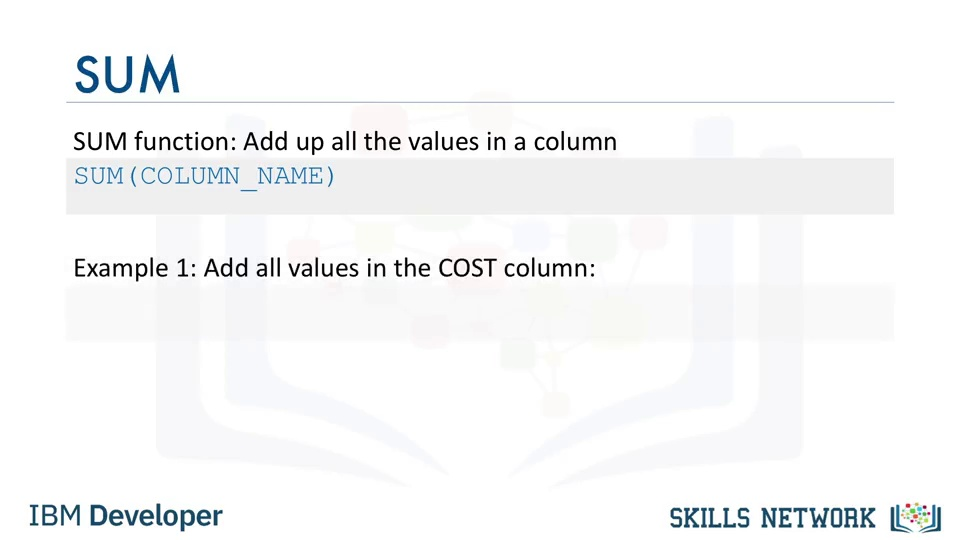 SUM
SUM function: Add up all the values in a column
SUM(COLUMN_NAME)
Example 1: Add all values in the COST column:
IBM Developer
SKILLS NETWORK